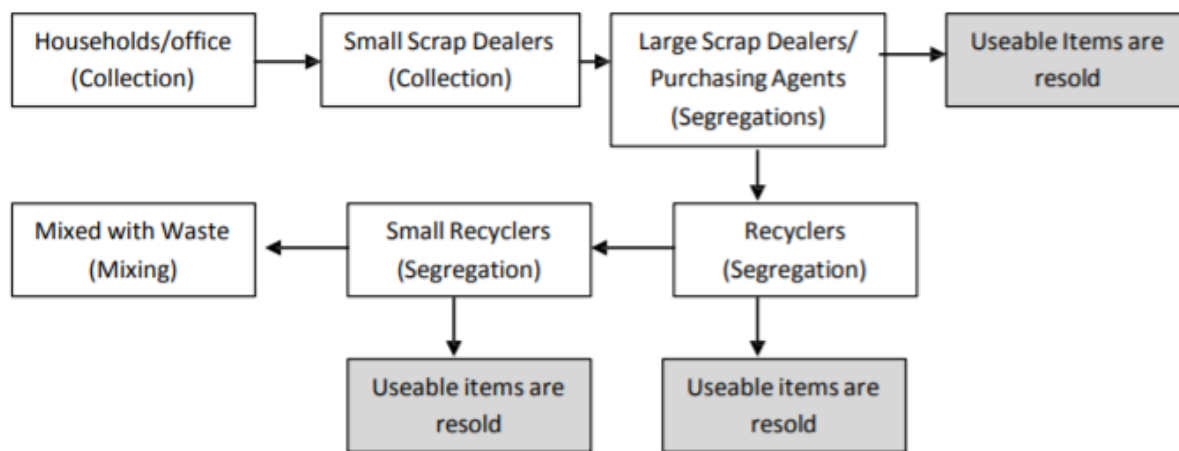 Households/office
(Collection)
Small Scrap Dealers
(Collection)
Large Scrap Dealers/
Purchasing Agents
(Segregations)
Useable Items are
resold
Mixed with Waste
(Mixing)
Small Recyclers
(Segregation)
Recyclers
(Segregation)
Useable items are
resold
Useable items are
resold